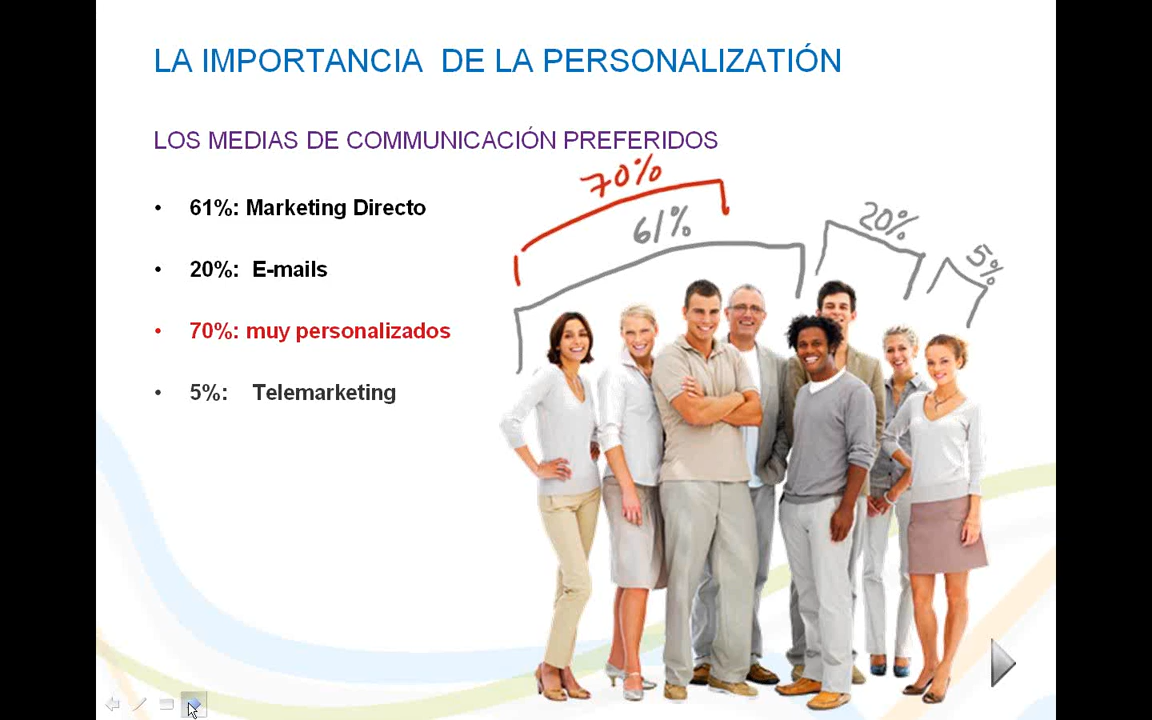 LA IMPORTANCIA DE LA PERSONALIZATIÓN
LOS MEDIAS DE COMMUNICACIÓN PREFERIDOS
• 61%: Marketing Directo
• 20%: E-mails
• 70%: muy personalizados
• 5%: Telemarketing
70%
61%
20%
5%